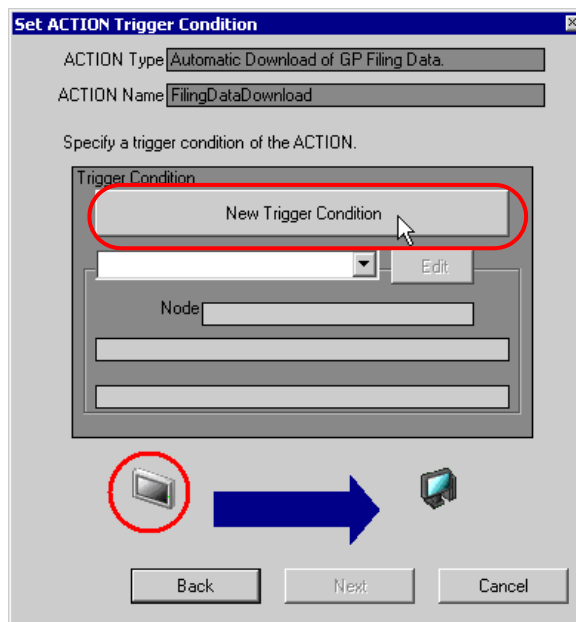 Set ACTION Trigger Condition
ACTION Type Automatic Download of GP Filing Data.
ACTION Name FilingDataDownload
Specify a trigger condition of the ACTION.
Trigger Condition
New Trigger Condition
Edit
Node
Back Next Cancel